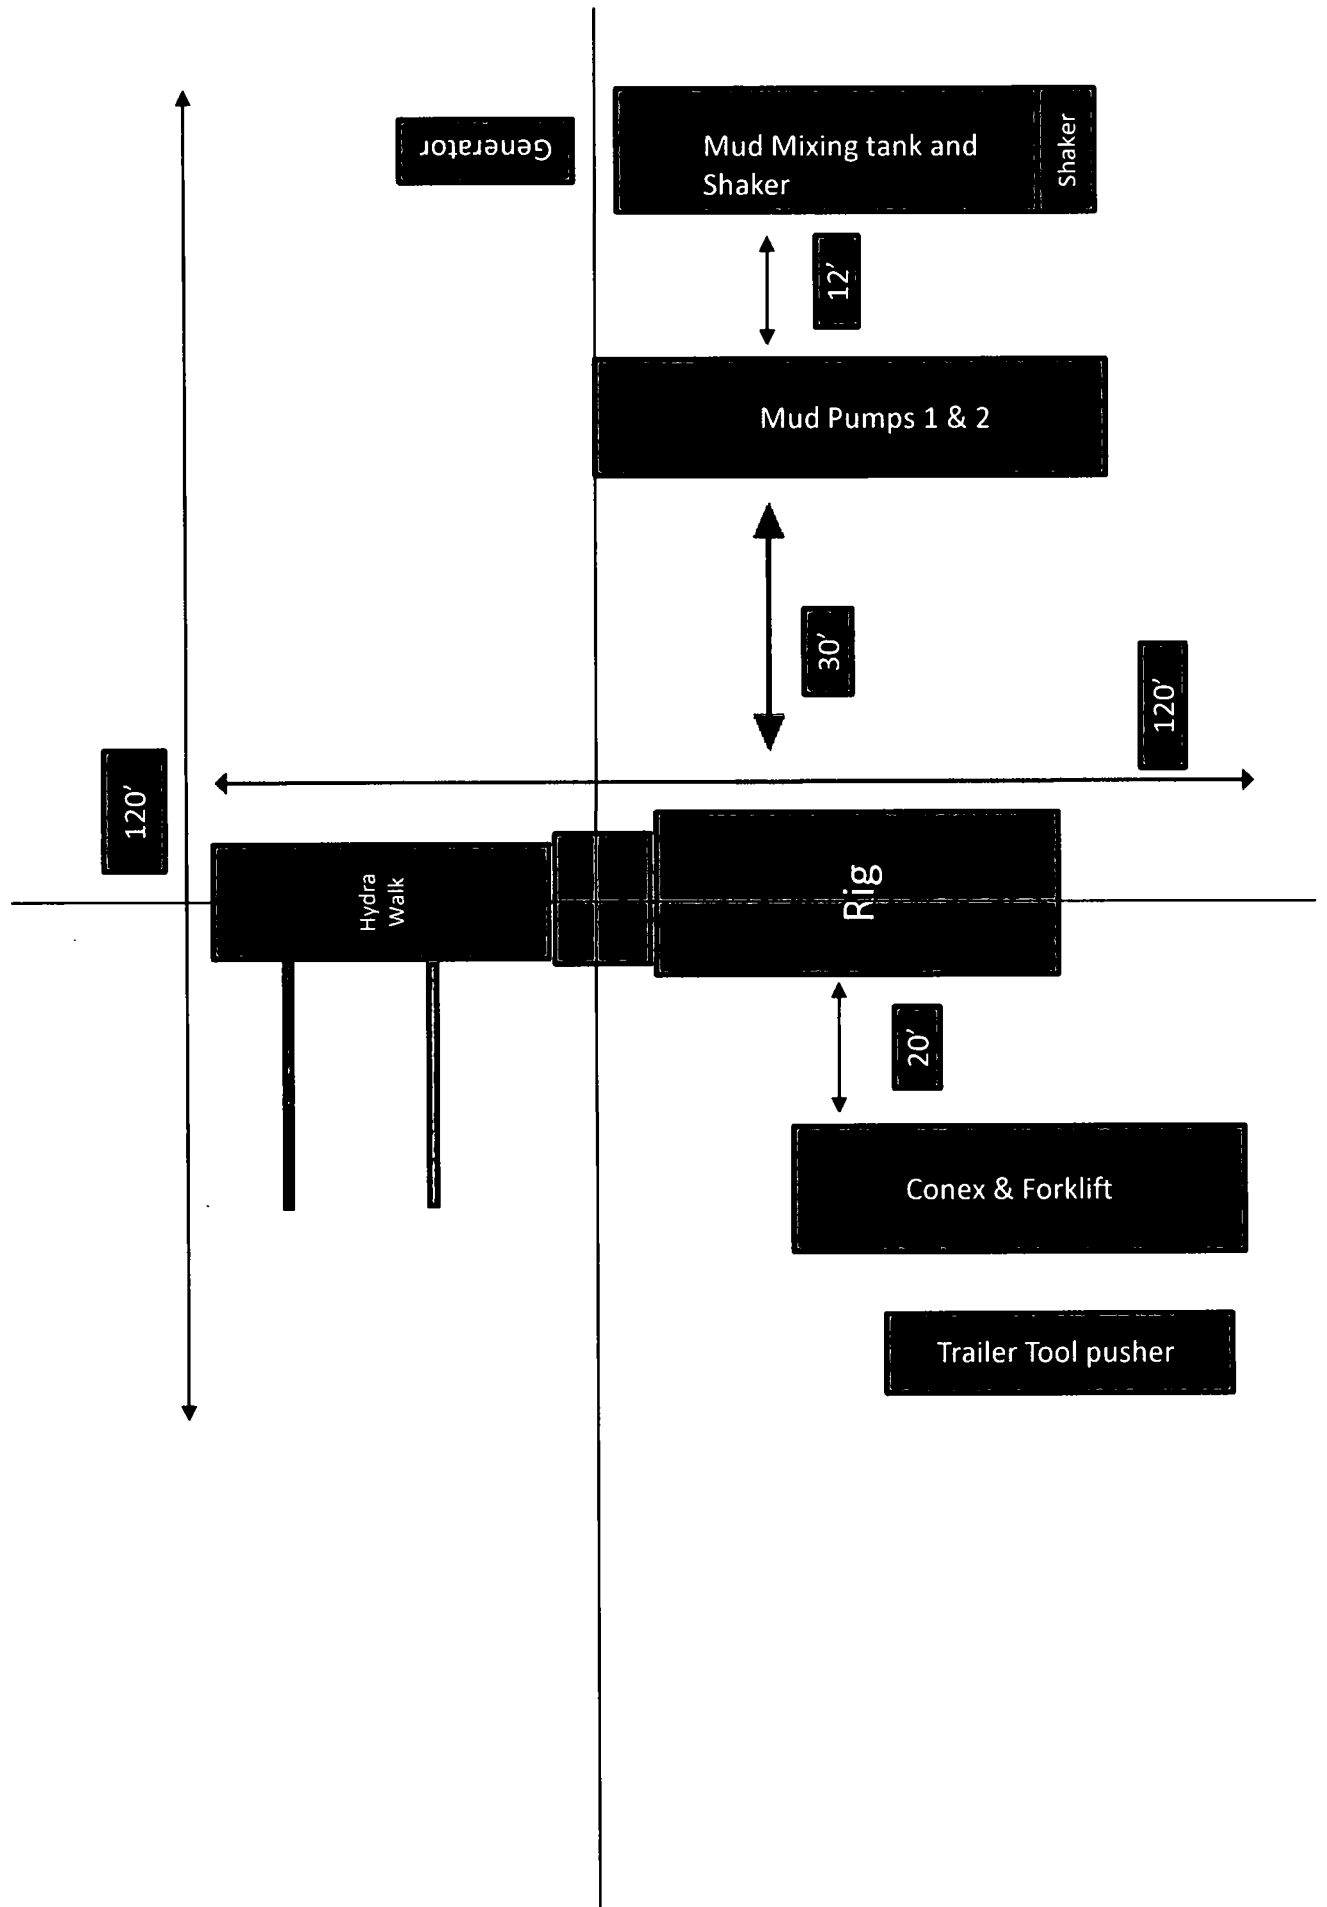 Generator
Mud Mixing tank and
Shaker
Shaker
12'
Mud Pumps 1 & 2
30'
120'
120'
Hydra
Walk
Rig
20'
Conex & Forklift
Trailer Tool pusher